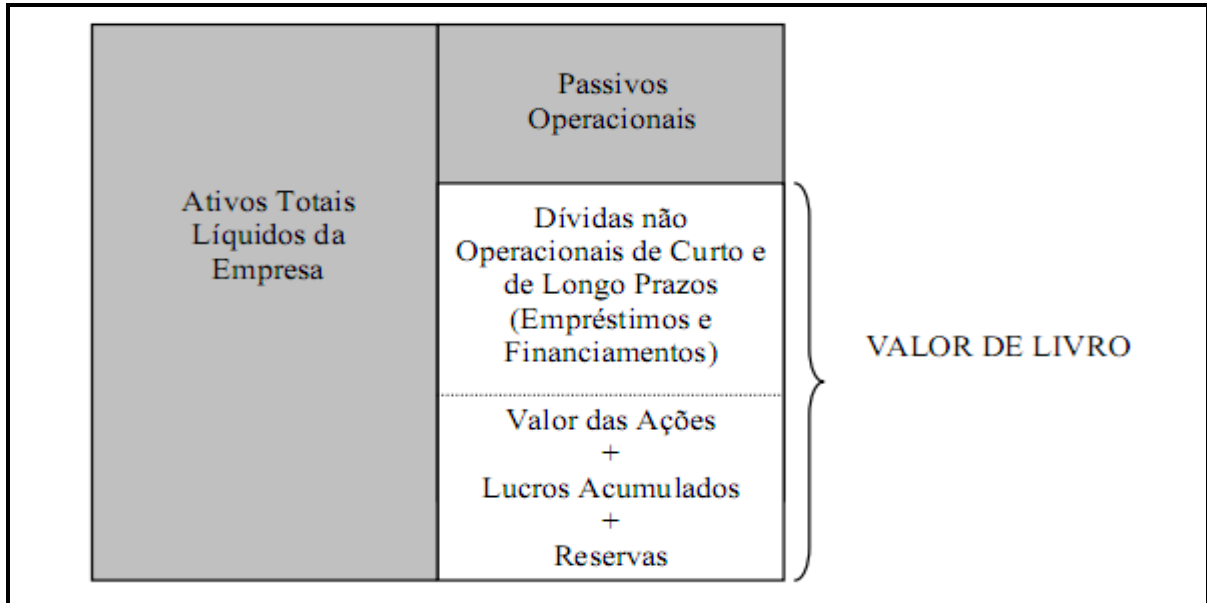 Ativos Totais
Líquidos da
Empresa
Passivos
Operacionais
Dívidas não
Operacionais de Curto e
de Longo Prazos
(Empréstimos e
Financiamentos)
Valor das Ações
+
Lucros Acumulados
+
Reservas
VALOR DE LIVRO